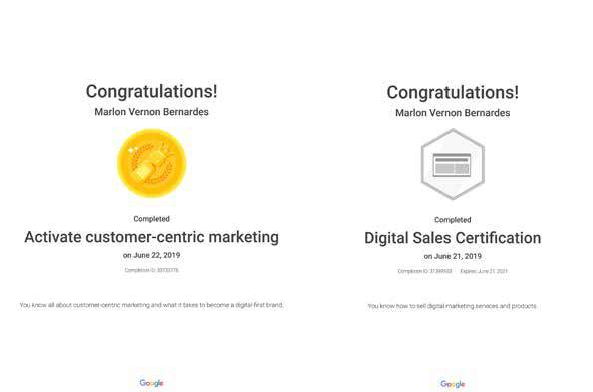 Congratulations!
Marlon Vernon Bernardes
Completed
Activate customer-centric marketing
on June 22, 2019
Completion ID:
You know all about customer-centric marketing and what it takes to become a digital-first brand.
Google
Congratulations!
Marlon Vernon Bernardes
Completed
Digital Sales Certification
on June 21, 2019
Completion ID: Expires: June 21, 2021
You know how to sell digital marketing services and products.
Google